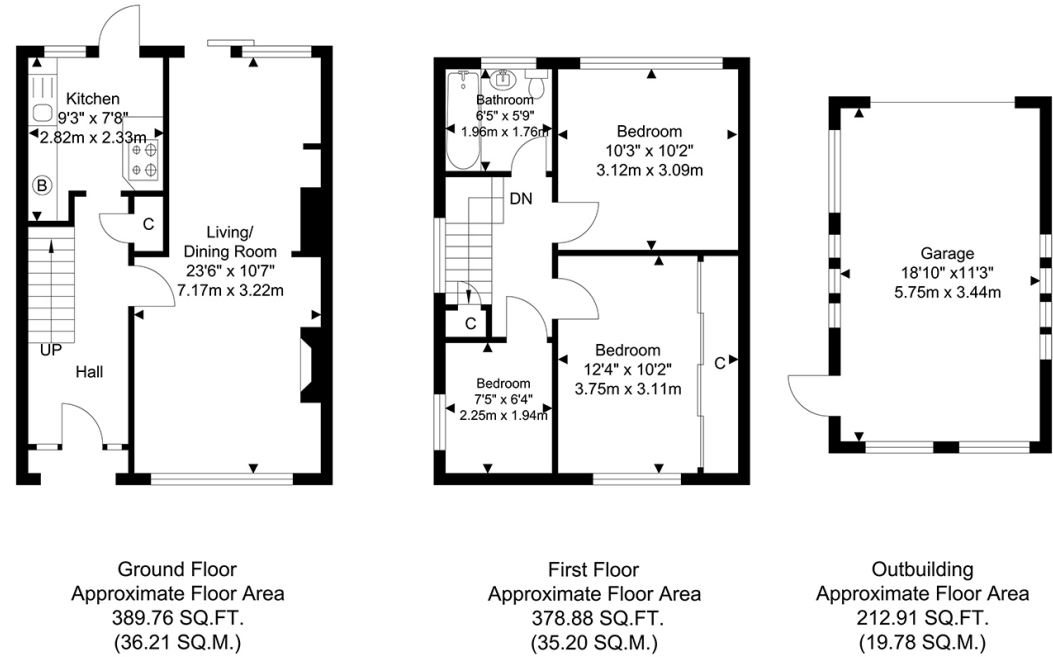 Kitchen
9'3" x 7'8"
2.82m x 2.33m
B
C
Living/
Dining Room
23'6" x 10'7"
7.17m x 3.22m
UP
Hall
Bathroom
6'5" x 5'9"
1.96m x 1.76m
Bedroom
10'3" x 10'2"
3.12m x 3.09m
DN
C
Bedroom
12'4" x 10'2"
3.75m x 3.11m
C
Bedroom
7'5" x 6'4"
2.25m x 1.94m
Garage
18'10" x11'3"
5.75m x 3.44m
Ground Floor
Approximate Floor Area
389.76 SQ.FT.
(36.21 SQ.M.)
First Floor
Approximate Floor Area
378.88 SQ.FT.
(35.20 SQ.M.)
Outbuilding
Approximate Floor Area
212.91 SQ.FT.
(19.78 SQ.M.)